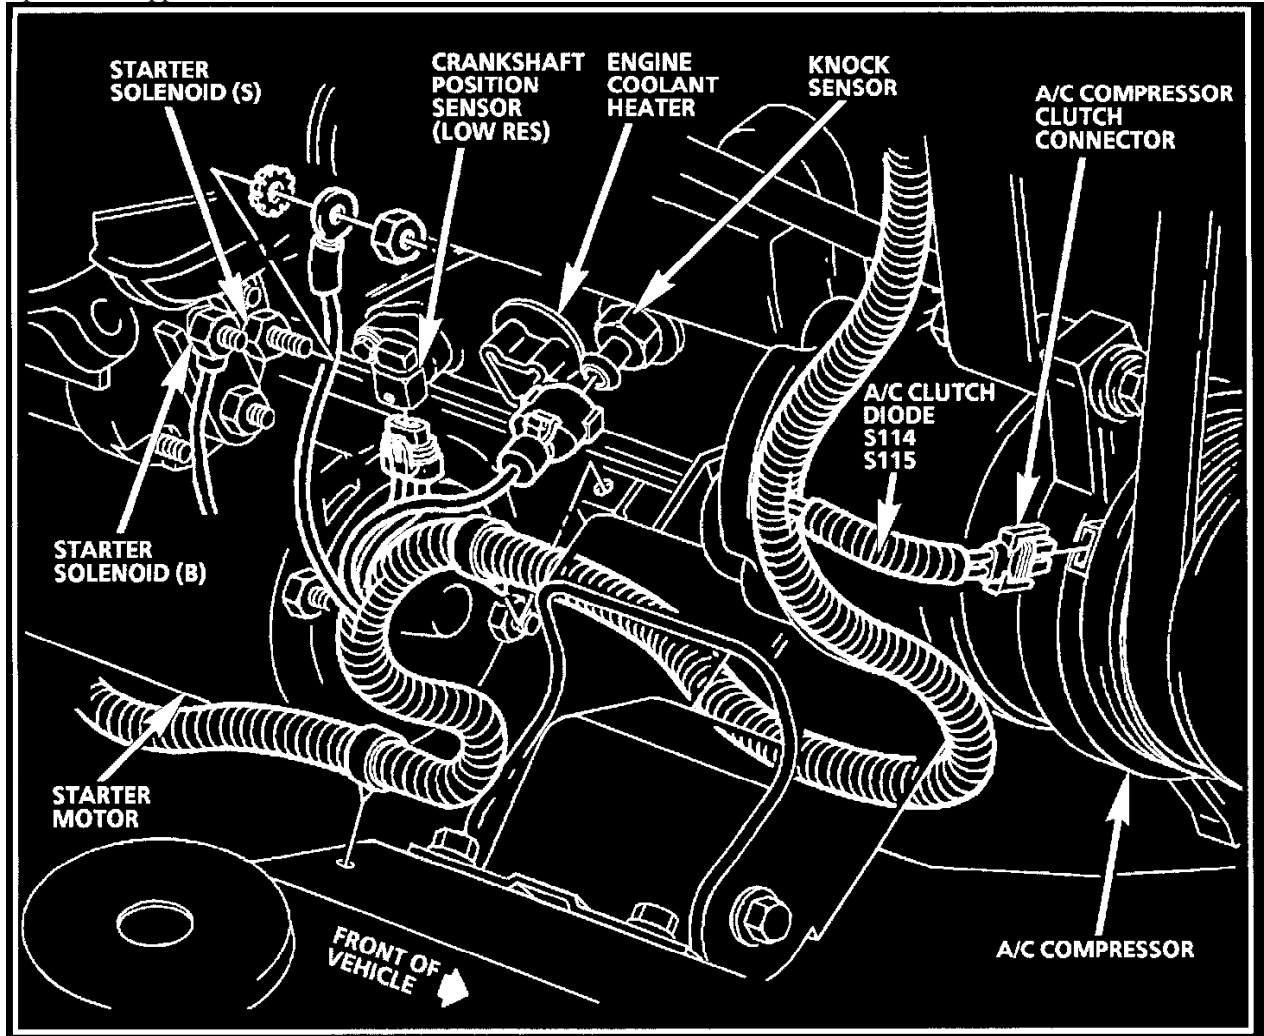 STARTER
SOLENOID (S)
CRANKSHAFT
POSITION
SENSOR
(LOW RES)
ENGINE
COOLANT
HEATER
KNOCK
SENSOR
A/C COMPRESSOR
CLUTCH
CONNECTOR
A/C CLUTCH
DIODE
S114
S115
STARTER
SOLENOID (B)
STARTER
MOTOR
FRONT OF
VEHICLE
A/C COMPRESSOR